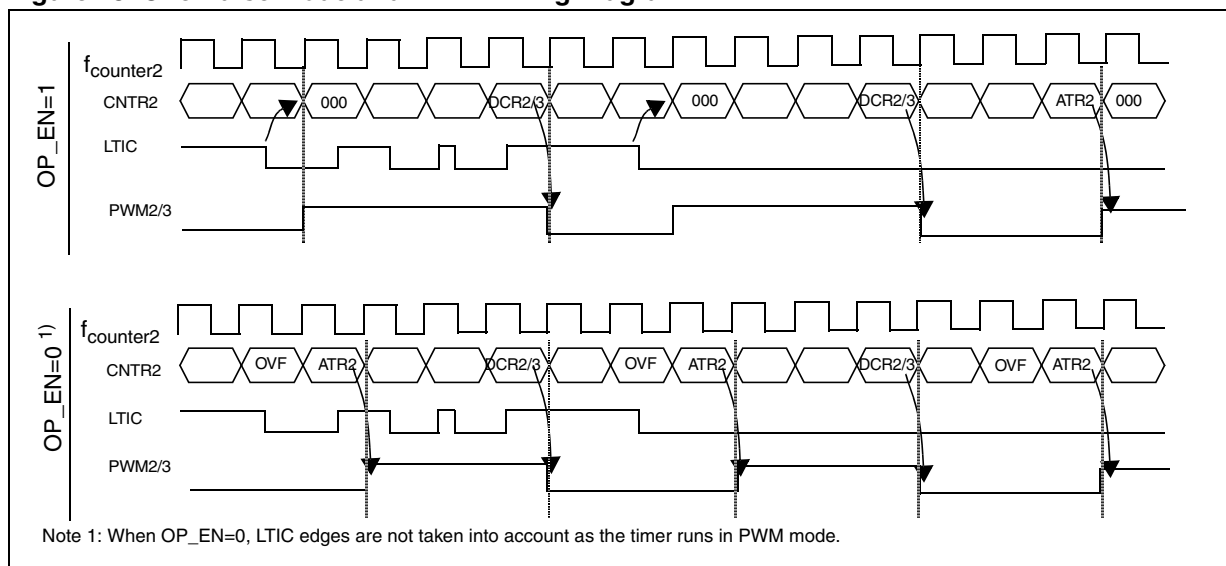 OP_EN=1
fcounter2
CNTR2 000 DCR2/3 000 DCR2/3 ATR2 000
LTIC
PWM2/3
OP_EN=0 1)
fcounter2
CNTR2 OVF ATR2 DCR2/3 OVF ATR2 DCR2/3 OVF ATR2
LTIC
PWM2/3
Note 1: When OP_EN=0, LTIC edges are not taken into account as the timer runs in PWM mode.